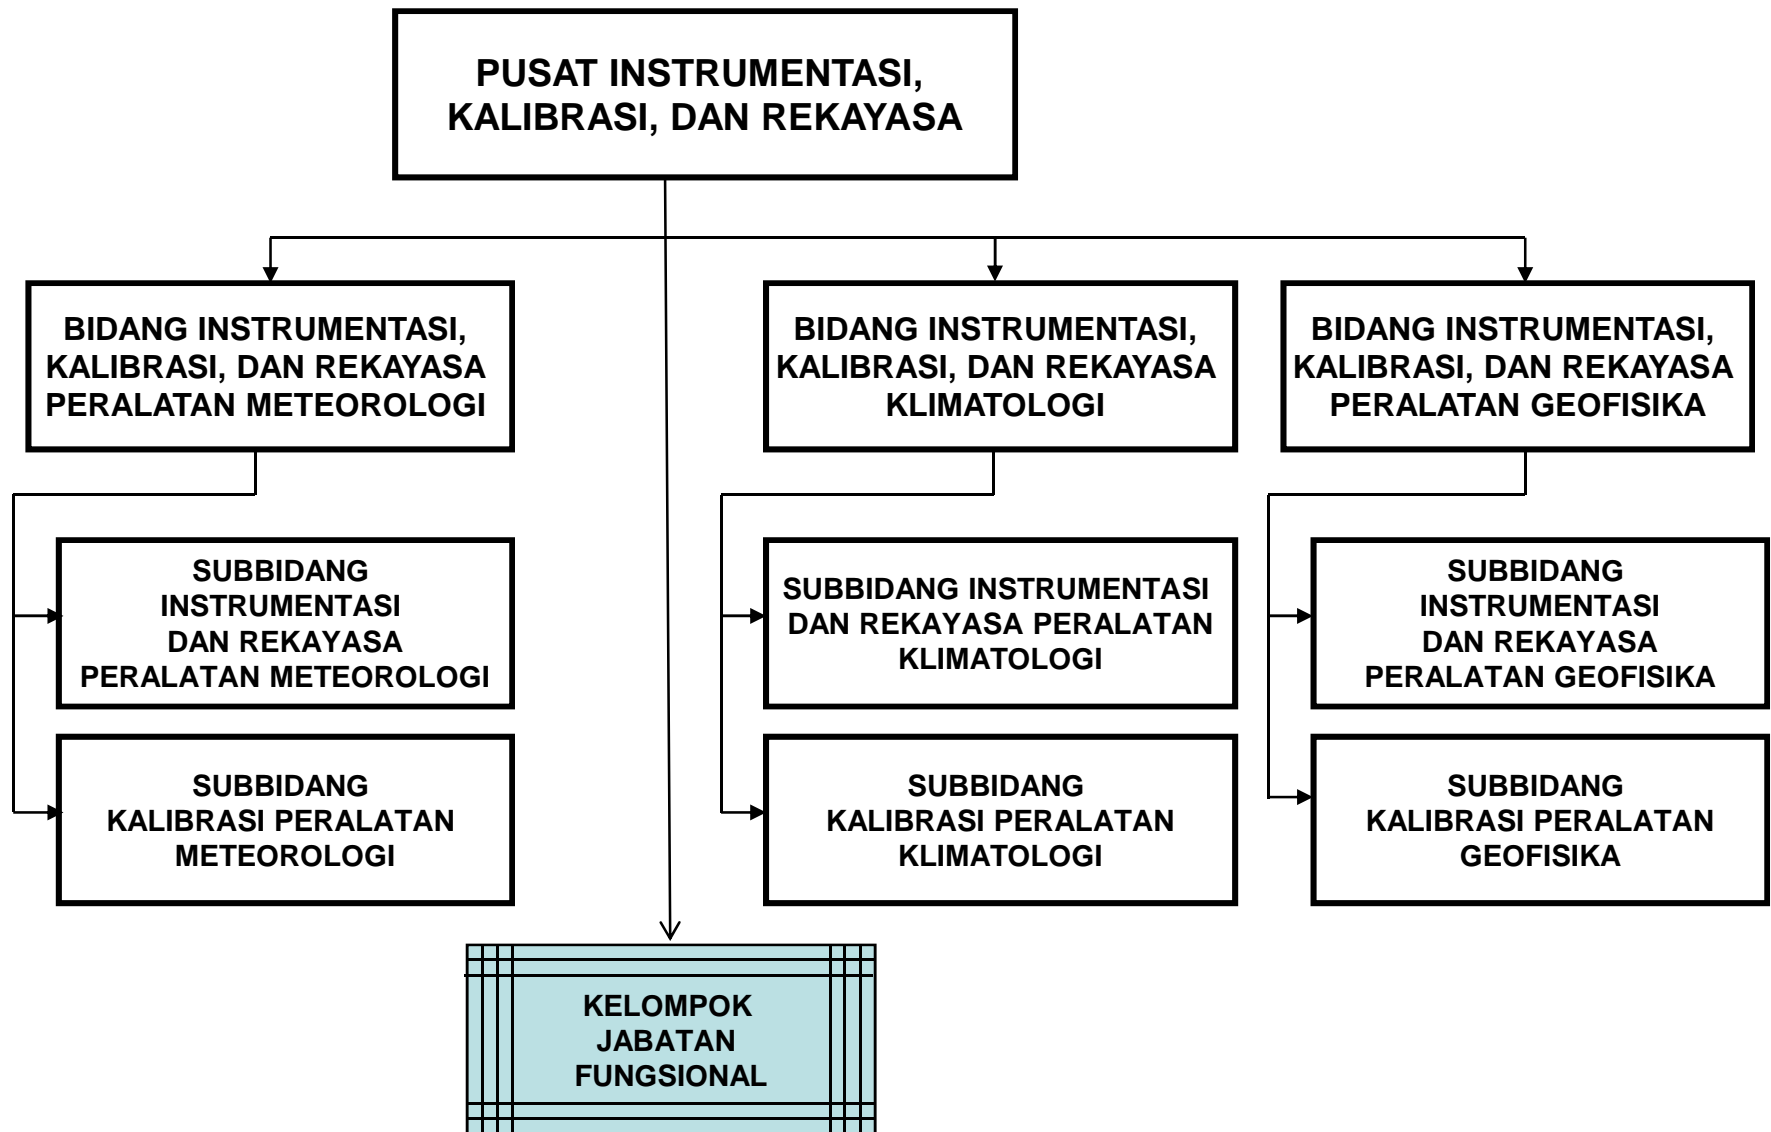 PUSAT INSTRUMENTASI,
KALIBRASI, DAN REKAYASA
BIDANG INSTRUMENTASI,
KALIBRASI, DAN REKAYASA
PERALATAN METEOROLOGI
BIDANG INSTRUMENTASI,
KALIBRASI, DAN REKAYASA
KLIMATOLOGI
BIDANG INSTRUMENTASI,
KALIBRASI, DAN REKAYASA
PERALATAN GEOFISIKA
SUBBIDANG
INSTRUMENTASI
DAN REKAYASA
PERALATAN METEOROLOGI
SUBBIDANG INSTRUMENTASI
DAN REKAYASA PERALATAN
KLIMATOLOGI
SUBBIDANG
INSTRUMENTASI
DAN REKAYASA
PERALATAN GEOFISIKA
SUBBIDANG
KALIBRASI PERALATAN
METEOROLOGI
SUBBIDANG
KALIBRASI PERALATAN
KLIMATOLOGI
SUBBIDANG
KALIBRASI PERALATAN
GEOFISIKA
KELOMPOK
JABATAN
FUNGSIONAL